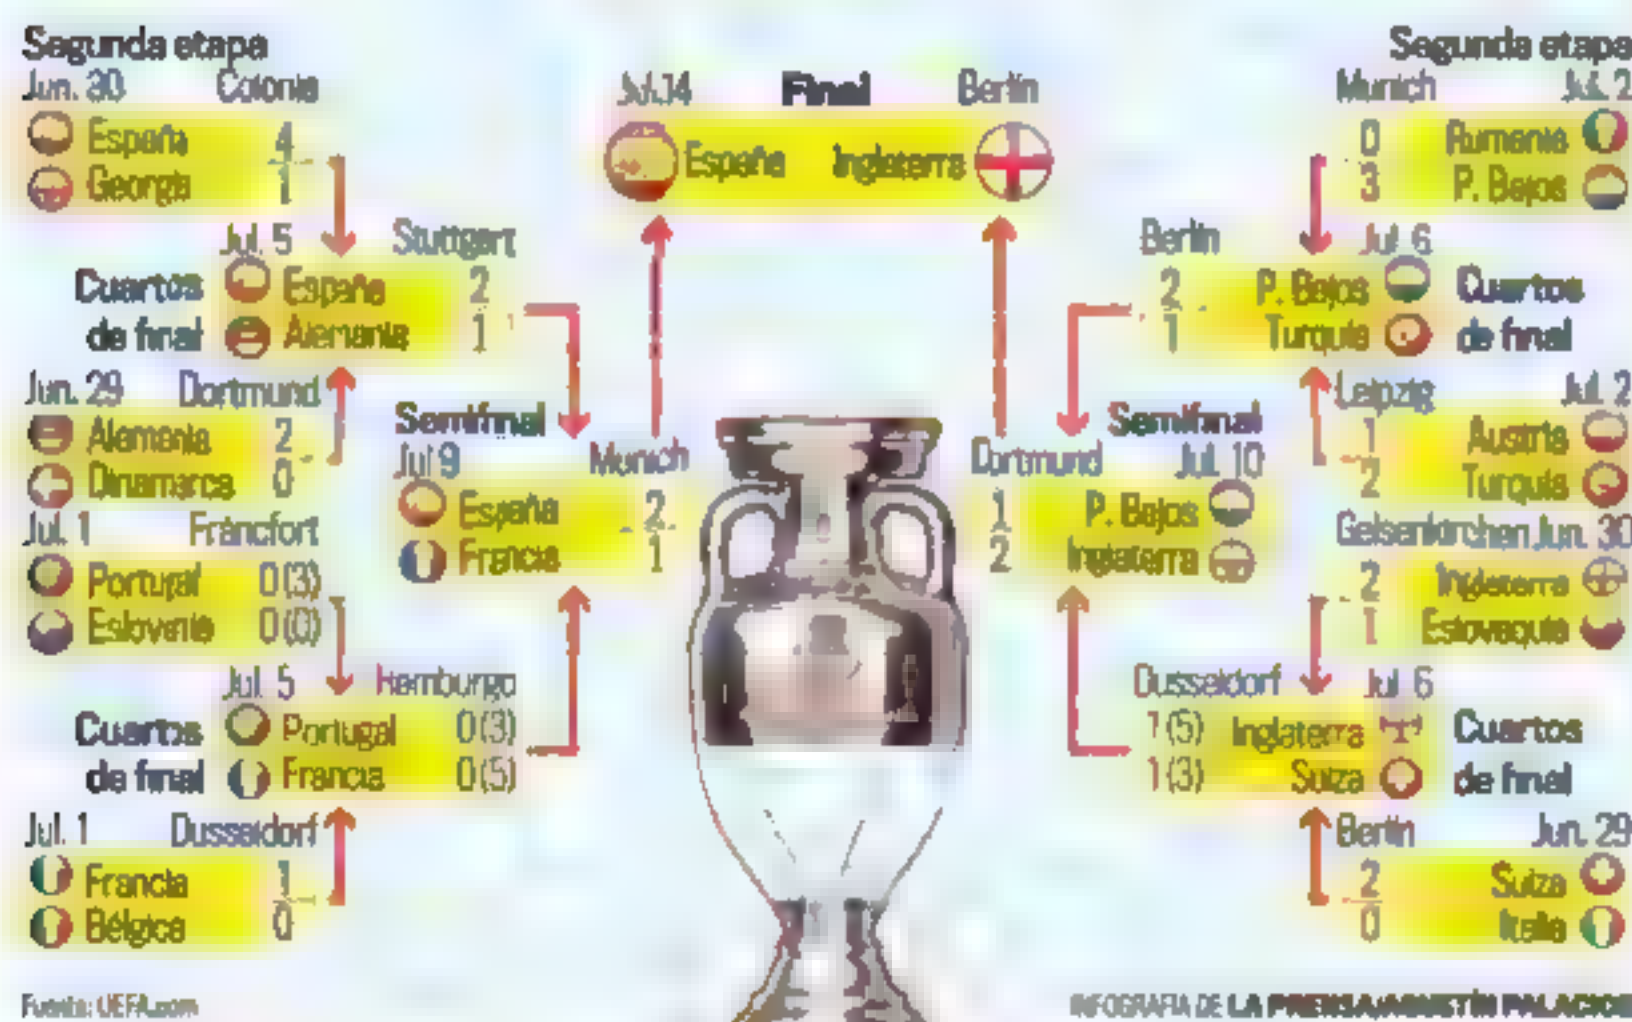 Segunda etapa
Jun. 30 Colonia
España 4
Georgia 1
Jul. 5 Stuttgart
Cuartos de final
España 2
Alemania 1
Jun. 29 Dortmund
Alemania 2
Dinamarca 0
Jul. 1 Fráncfort
Portugal 0(3)
Eslovenia 0(0)
Jul. 5 Hamburgo
Cuartos de final
Portugal 0(3)
Francia 0(5)
Jul. 1 Dusseldorf
Francia 1
Bélgica 0
Semifinal
Jul 9 Munich
España 2
Francia 1
Jul.14 Final Berlín
España Inglaterra
Semifinal
Dortmund Jul. 10
1 P. Bajos
2 Inglaterra
Segunda etapa
Munich Jul. 2
0 Rumania
3 P. Bajos
Berlín Jul. 6
2 P. Bajos
1 Turquía
Cuartos de final
Leipzig Jul. 2
1 Austria
2 Turquía
Gelsenkirchen Jun. 30
2 Inglaterra
1 Eslovaquia
Dusseldorf Jul 6
1(5) Inglaterra
1(3) Suiza
Cuartos de final
Berlín Jun. 29
2 Suiza
0 Italia
Fuente: UEFA.com
INFOGRAFÍA DE LA PRENSA/AGUSTÍN PALACIOS